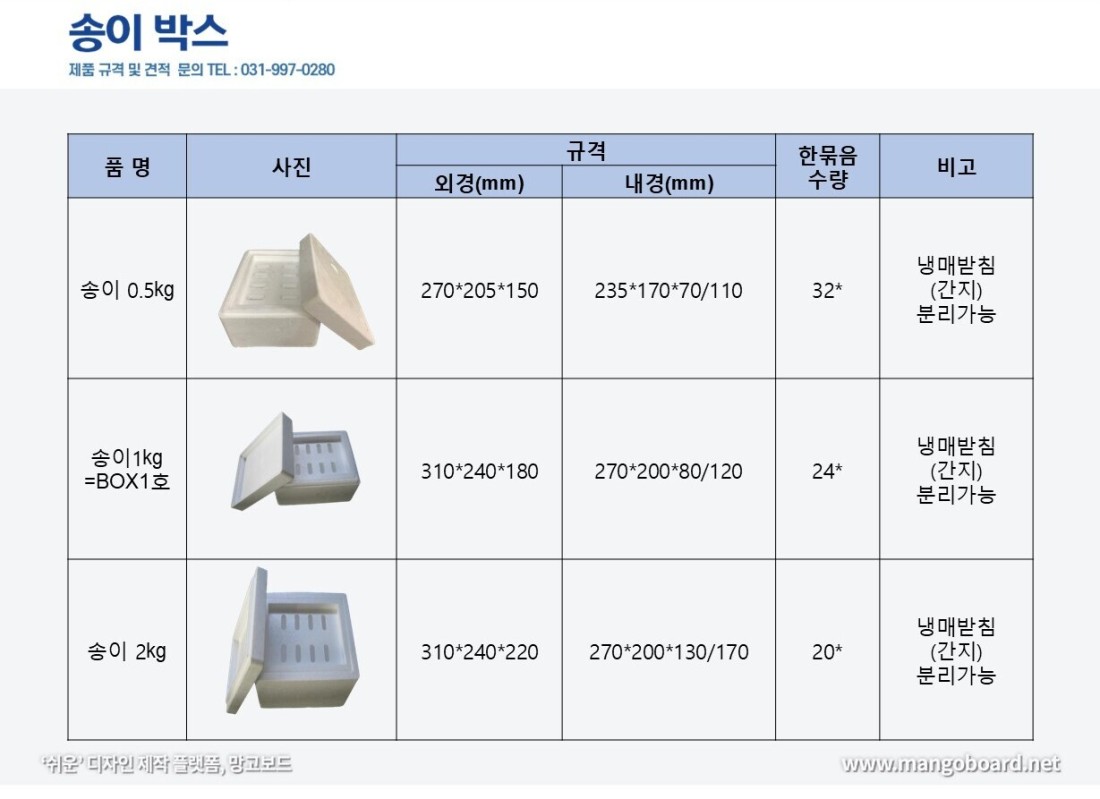 송이 박스
제품 규격 및 견적 문의 TEL : 031-997-0280
품 명
사진
규격
외경(mm)
내경(mm)
한묶음
수량
비고
송이 0.5kg
270*205*150
235*170*70/110
32*
냉매받침
(간지)
분리가능
송이1kg
=BOX1호
310*240*180
270*200*80/120
24*
냉매받침
(간지)
분리가능
송이 2kg
310*240*220
270*200*130/170
20*
냉매받침
(간지)
분리가능
'쉬운' 디자인 제작 플랫폼, 망고보드
www.mangoboard.net